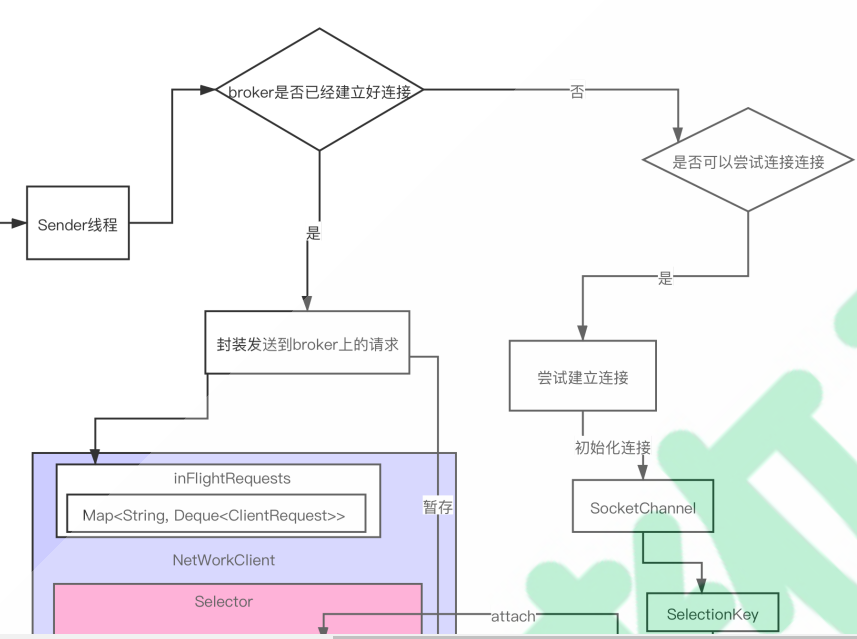 broker是否已经建立好连接
否
是否可以尝试连接连接
Sender线程
是
是
封装发送到broker上的请求
尝试建立连接
初始化连接
inFlightRequests
Map<String, Deque<ClientRequest>>
暂存
SocketChannel
NetWorkClient
Selector
attach
SelectionKey